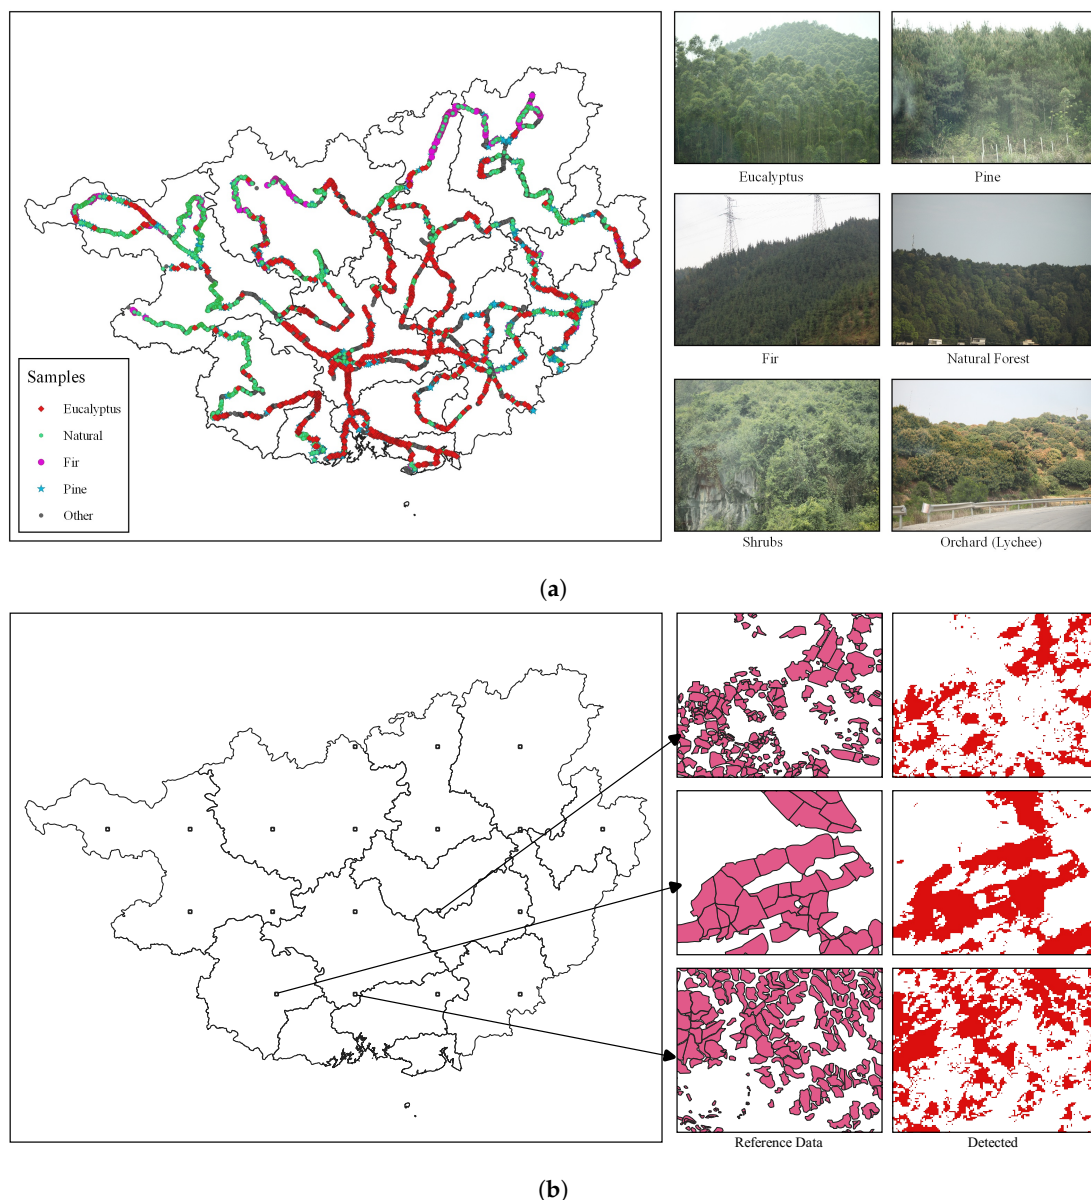 Eucalyptus
Pine
Fir
Natural Forest
Shrubs
Orchard (Lychee)
Samples
Eucalyptus
Natural
Fir
Pine
Other
(a)
Reference Data
Detected
(b)